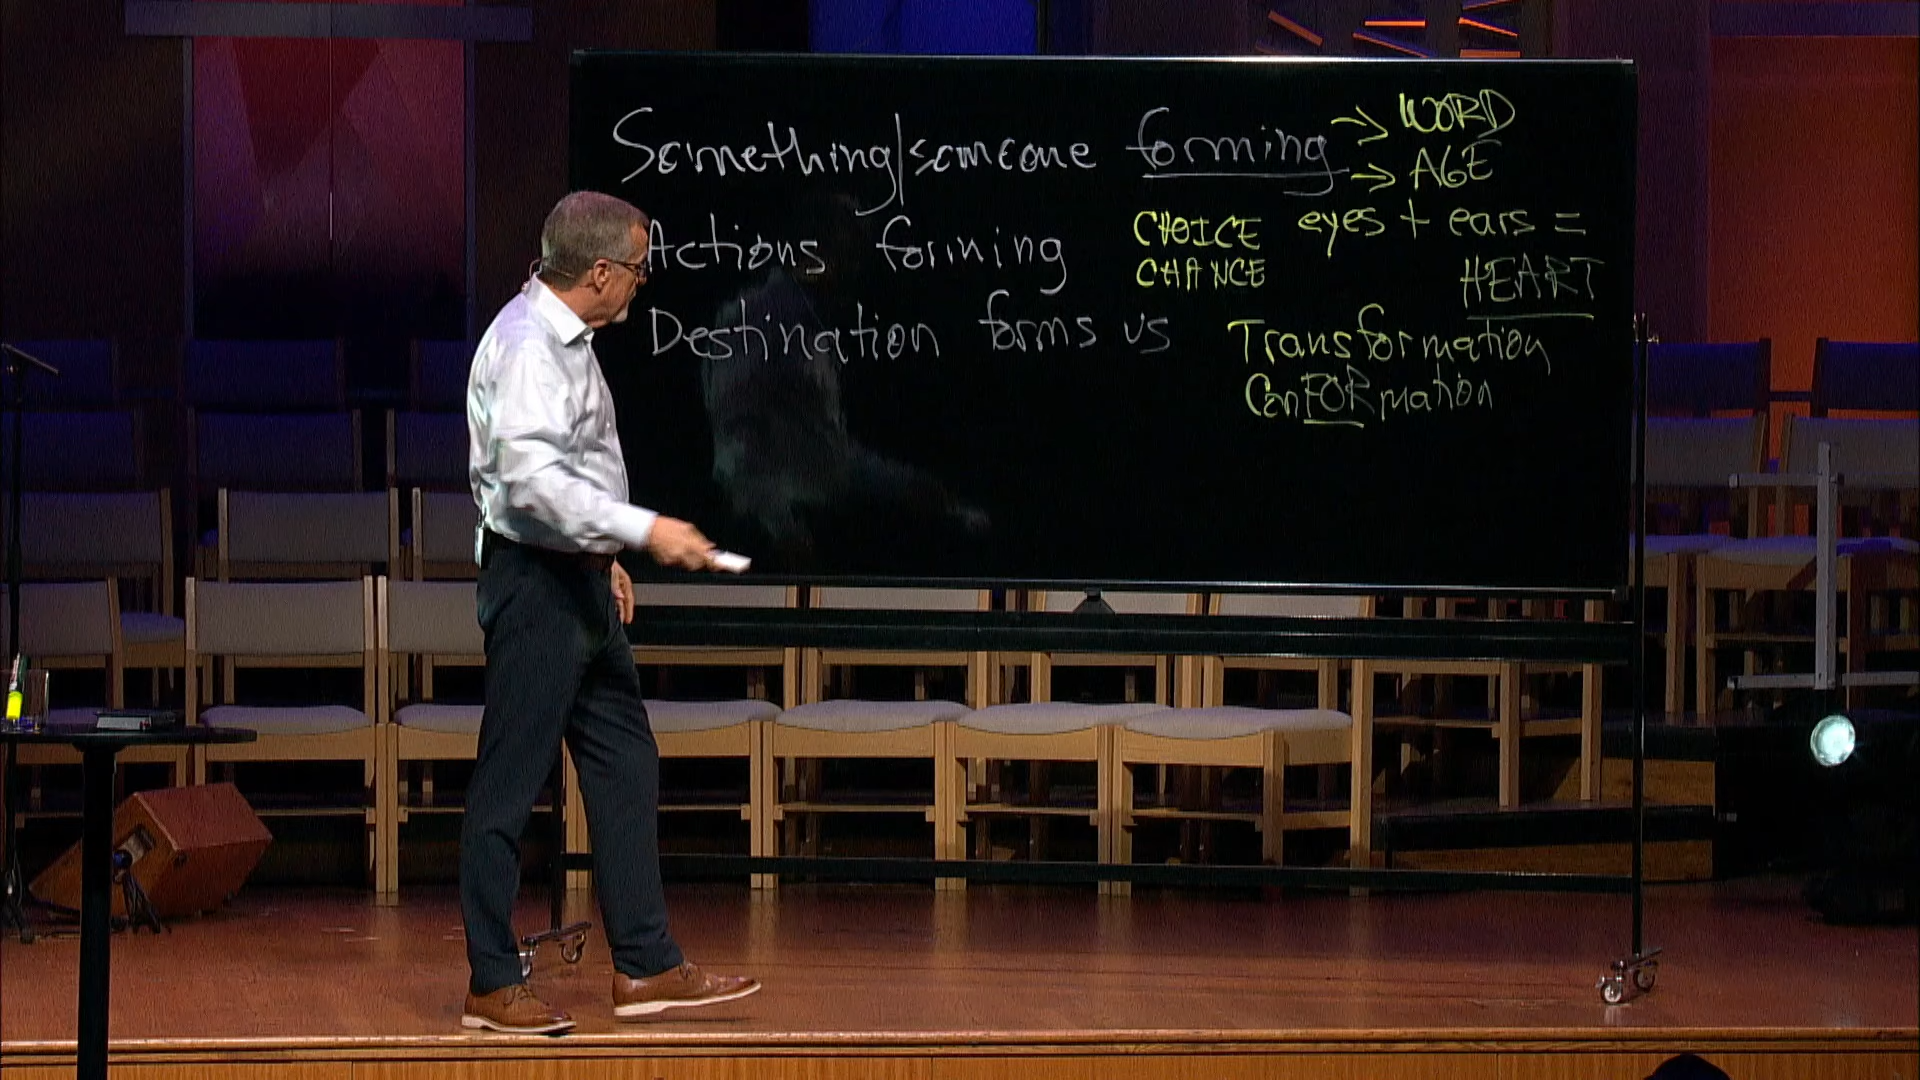 Something/someone forming → WORD
→ AGE
Actions forming
CHOICE
CHANCE
eyes + ears =
HEART
Destination forms us
Transformation
ConFORmation